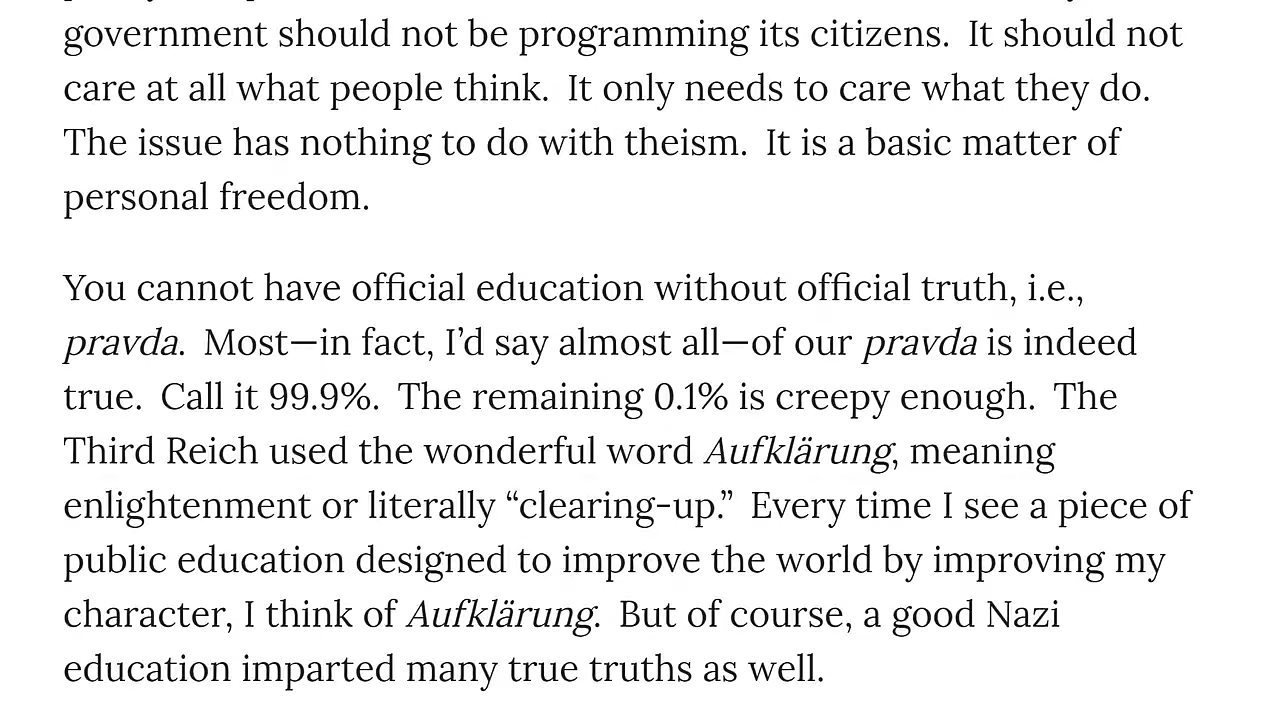 government should not be programming its citizens.  It should not
care at all what people think.  It only needs to care what they do.
The issue has nothing to do with theism.  It is a basic matter of
personal freedom.
You cannot have official education without official truth, i.e.,
pravda.  Most—in fact, I’d say almost all—of our pravda is indeed
true.  Call it 99.9%.  The remaining 0.1% is creepy enough.  The
Third Reich used the wonderful word Aufklärung, meaning
enlightenment or literally “clearing-up.”  Every time I see a piece of
public education designed to improve the world by improving my
character, I think of Aufklärung.  But of course, a good Nazi
education imparted many true truths as well.